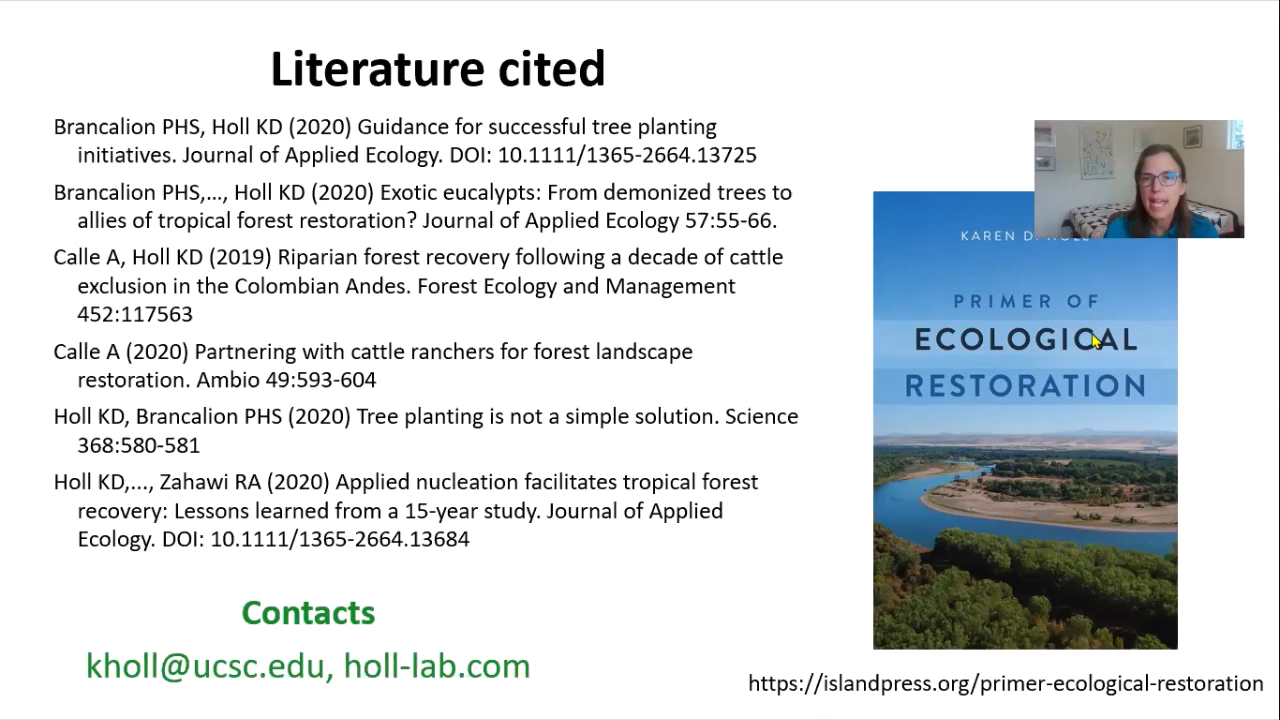 Literature cited
Brancalion PHS, Holl KD (2020) Guidance for successful tree planting
initiatives. Journal of Applied Ecology. DOI: 10.1111/1365-2664.13725
Brancalion PHS,..., Holl KD (2020) Exotic eucalypts: From demonized trees to
allies of tropical forest restoration? Journal of Applied Ecology 57:55-66.
Calle A, Holl KD (2019) Riparian forest recovery following a decade of cattle
exclusion in the Colombian Andes. Forest Ecology and Management
452:117563
Calle A (2020) Partnering with cattle ranchers for forest landscape
restoration. Ambio 49:593-604
Holl KD, Brancalion PHS (2020) Tree planting is not a simple solution. Science
368:580-581
Holl KD,..., Zahawi RA (2020) Applied nucleation facilitates tropical forest
recovery: Lessons learned from a 15-year study. Journal of Applied
Ecology. DOI: 10.1111/1365-2664.13684
Contacts
kholl@ucsc.edu, holl-lab.com
KAREN D. HOLL
PRIMER OF
ECOLOGICAL
RESTORATION
https://islandpress.org/primer-ecological-restoration